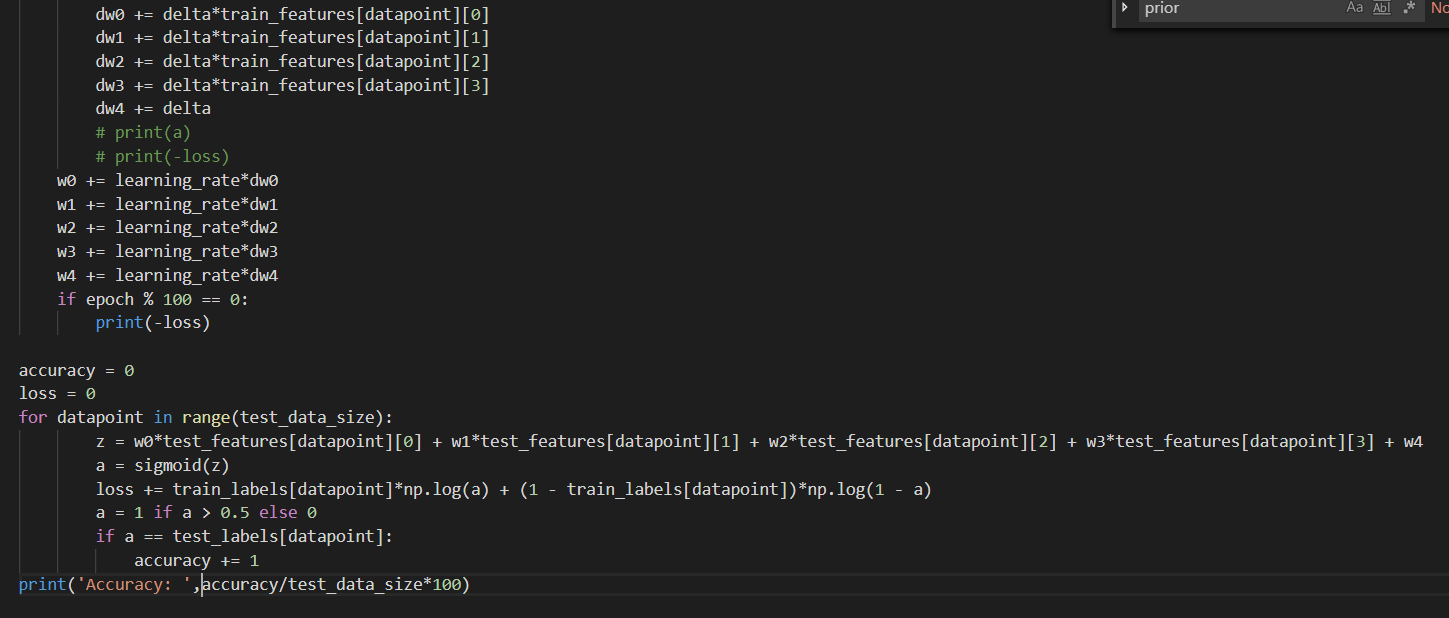 prior Aa Abl .* No
        dw0 += delta*train_features[datapoint][0]
        dw1 += delta*train_features[datapoint][1]
        dw2 += delta*train_features[datapoint][2]
        dw3 += delta*train_features[datapoint][3]
        dw4 += delta
        # print(a)
        # print(-loss)
    w0 += learning_rate*dw0
    w1 += learning_rate*dw1
    w2 += learning_rate*dw2
    w3 += learning_rate*dw3
    w4 += learning_rate*dw4
    if epoch % 100 == 0:
        print(-loss)
accuracy = 0
loss = 0
for datapoint in range(test_data_size):
        z = w0*test_features[datapoint][0] + w1*test_features[datapoint][1] + w2*test_features[datapoint][2] + w3*test_features[datapoint][3] + w4
        a = sigmoid(z)
        loss += train_labels[datapoint]*np.log(a) + (1 - train_labels[datapoint])*np.log(1 - a)
        a = 1 if a > 0.5 else 0
        if a == test_labels[datapoint]:
            accuracy += 1
print('Accuracy: ',accuracy/test_data_size*100)